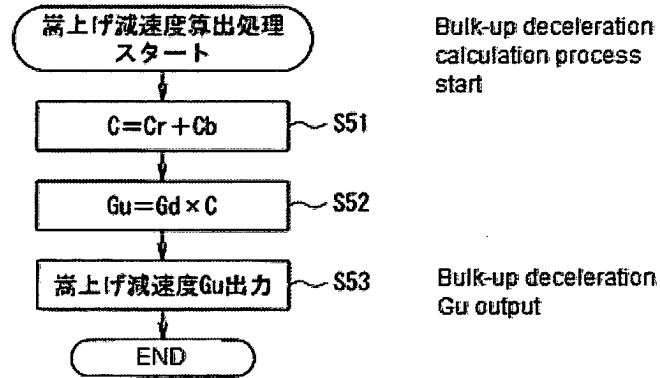 嵩上げ減速度算出処理
スタート
Bulk-up deceleration
calculation process
start
C=Cr+Cb
S51
Gu=Gd×C
S52
嵩上げ減速度Gu出力
S53
Bulk-up deceleration
Gu output
END